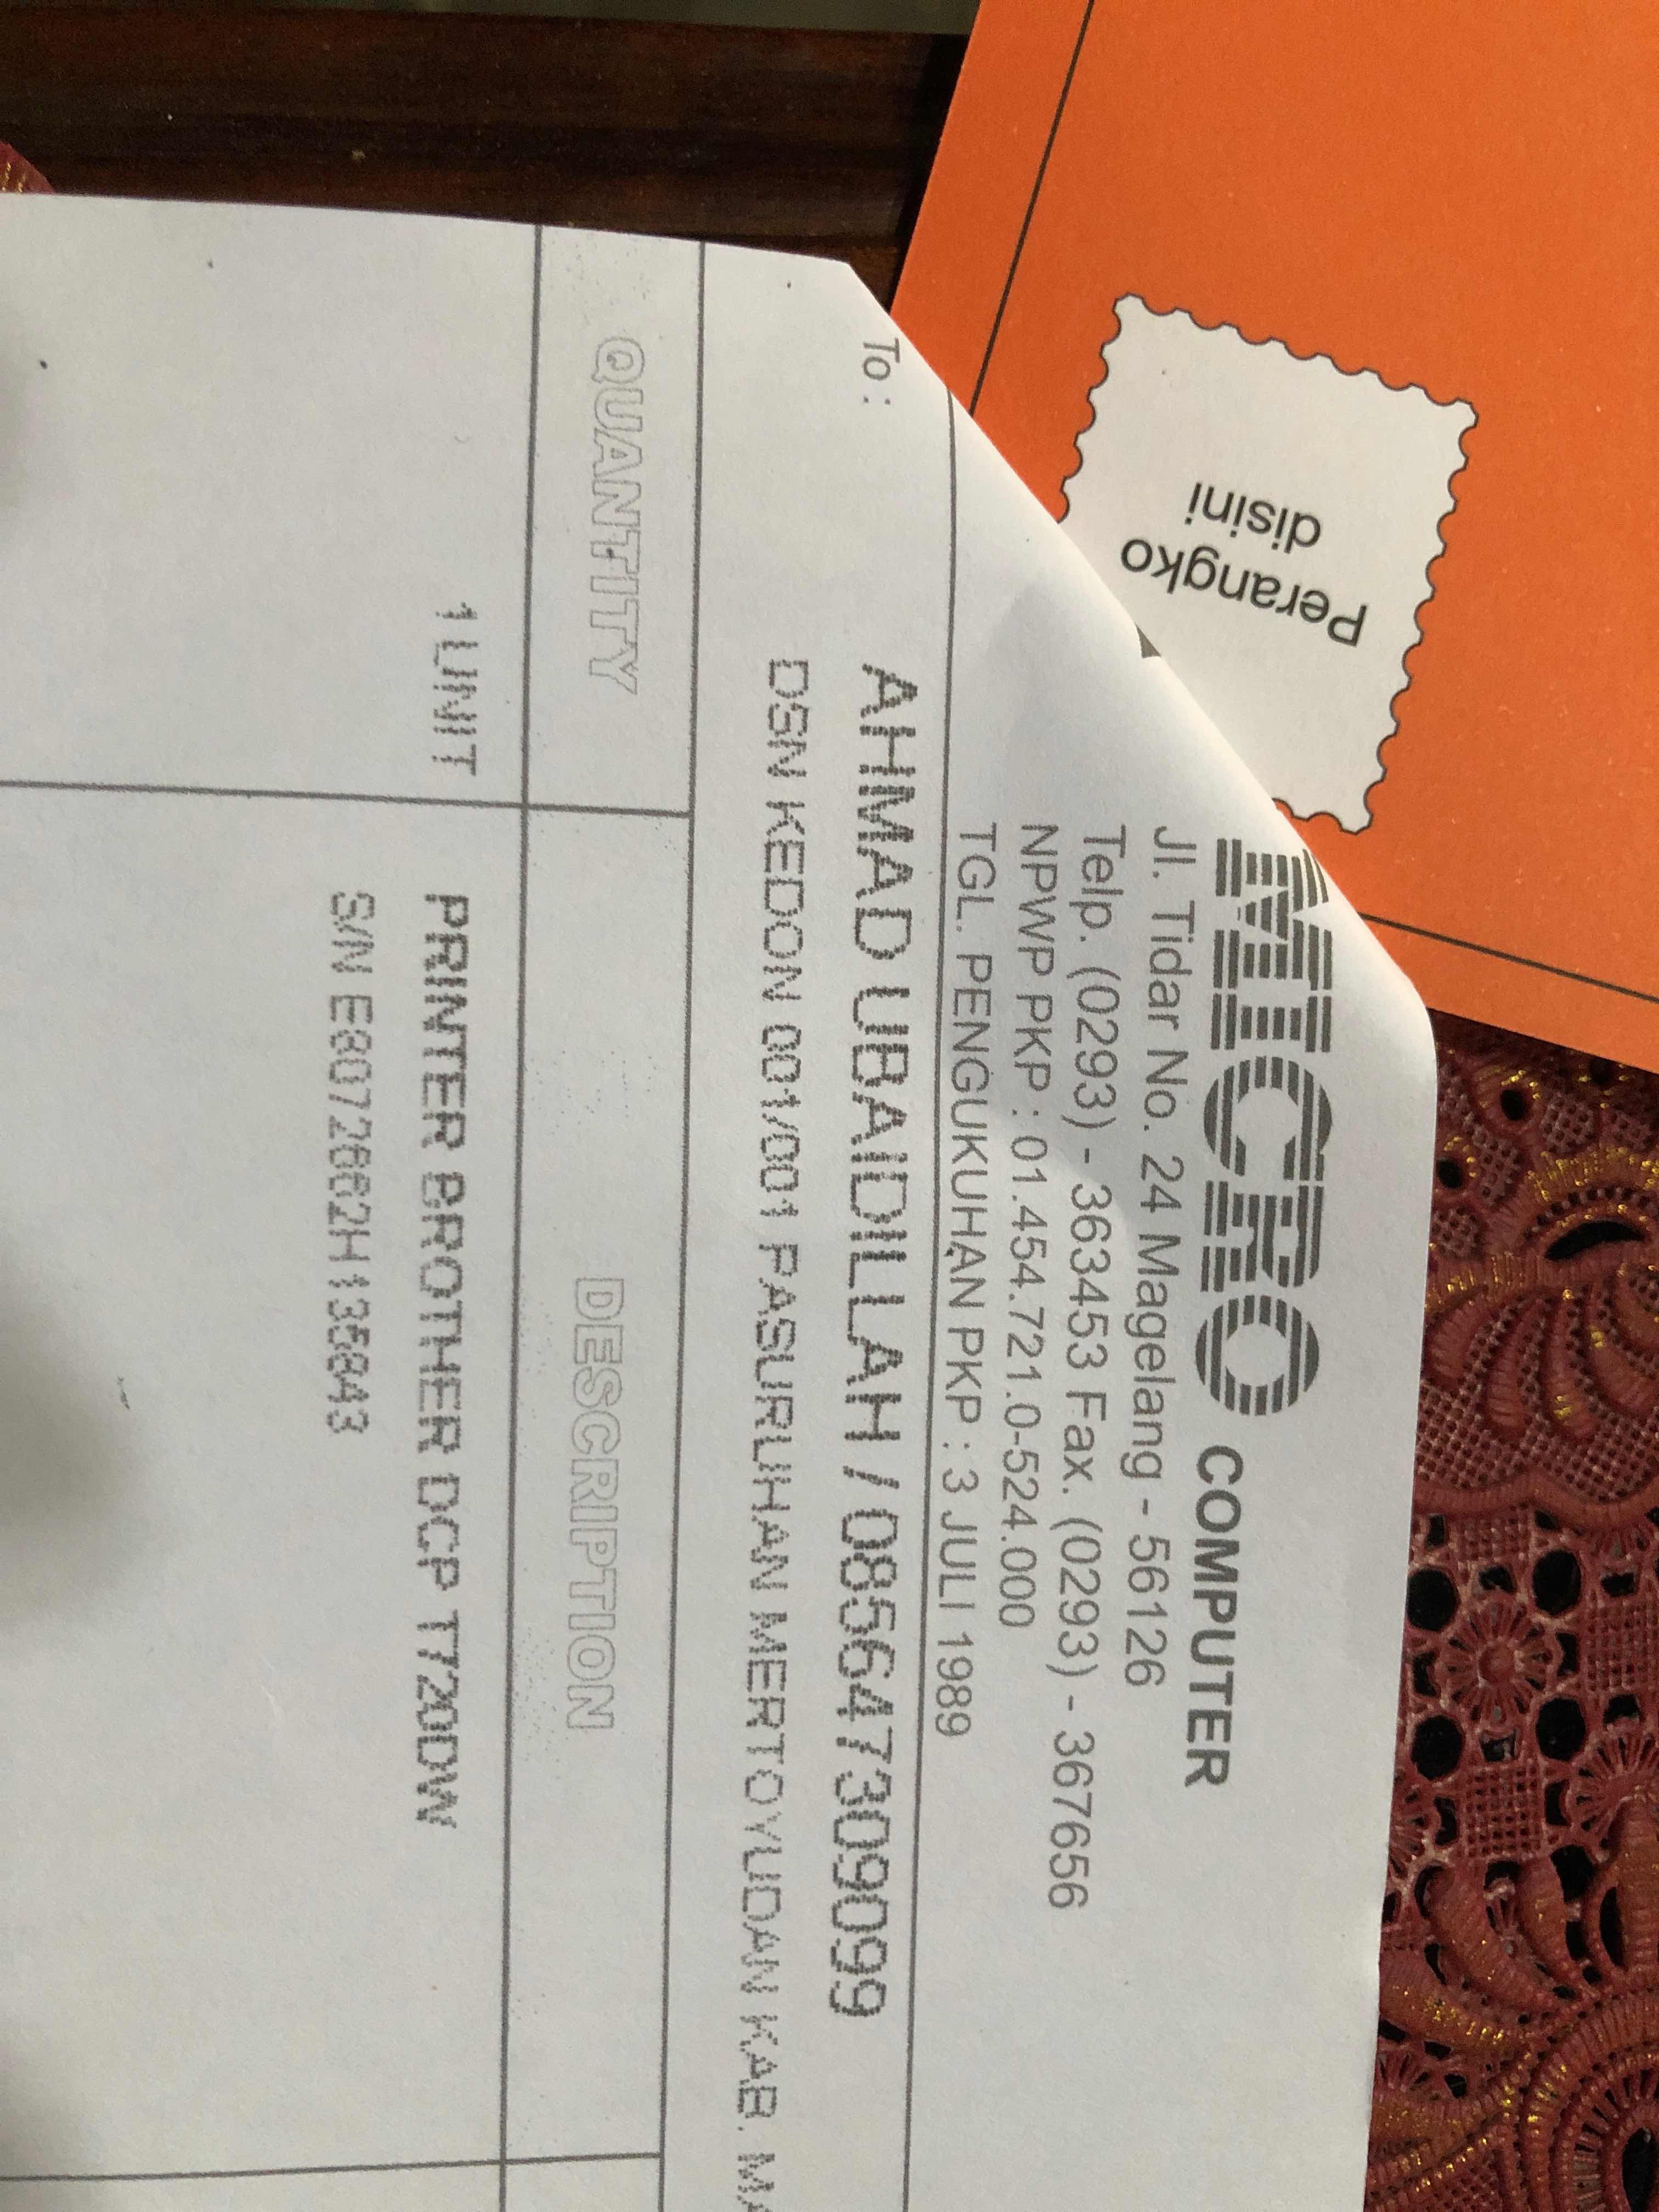 MICRO COMPUTER
Jl. Tidar No. 24 Magelang - 56126
Telp. (0293) - 363453 Fax. (0293) - 367656
NPWP PKP : 01.454.721.0-524.000
TGL. PENGUKUHAN PKP : 3 JULI 1989
To :
AHMAD UBAIDILLAH / 085647309099
DSN KEDON 001/001 PASURUHAN MERTOYUDAN KAB.
QUANTITY DESCRIPTION
1 UNIT PRINTER BROTHER DCP T720DW
S/N E80726G2H135843
Perangko
disini